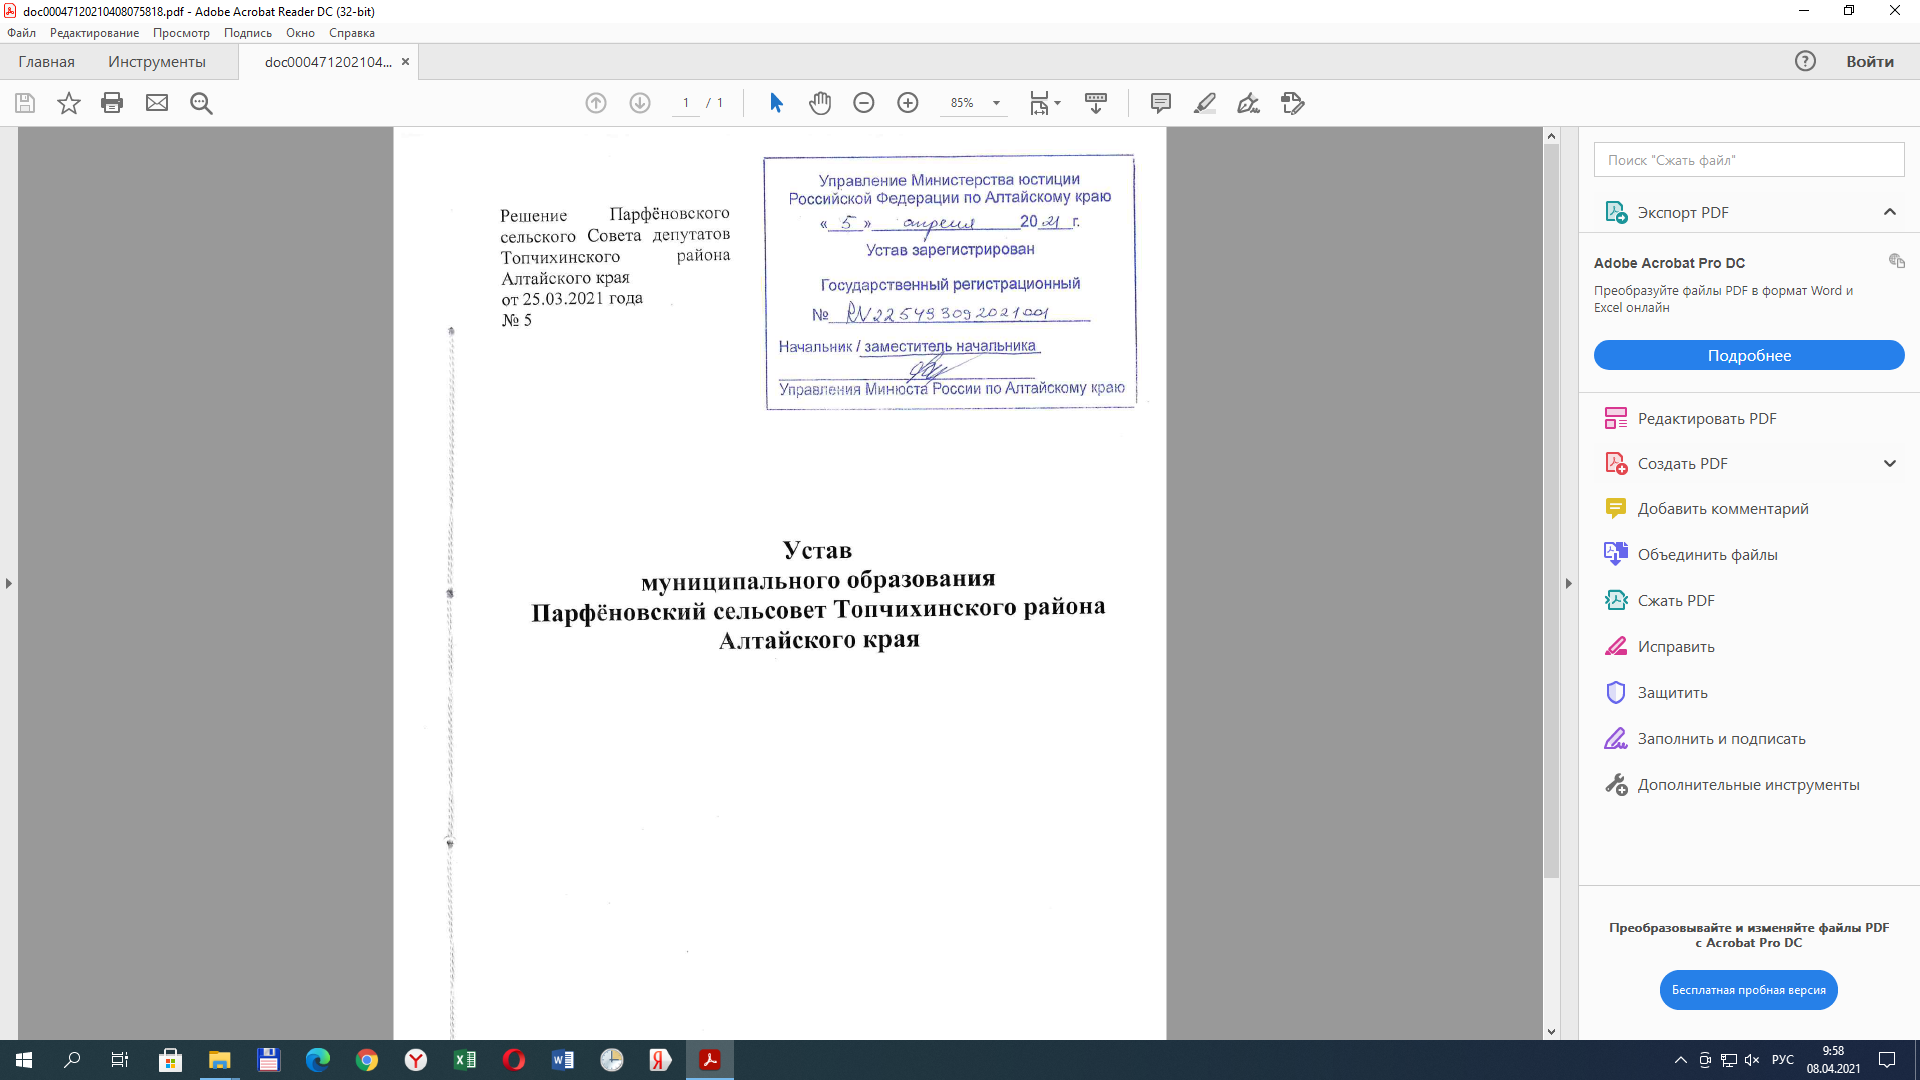 doc00047120210408075818.pdf - Adobe Acrobat Reader DC (32-bit)
Файл Редактирование Просмотр Подпись Окно Справка
Главная Инструменты doc000471202104... × Войти
1 / 1 85%
Решение Парфёновского
сельского Совета депутатов
Топчихинского района
Алтайского края
от 25.03.2021 года
№ 5
Управление Министерства юстиции
Российской Федерации по Алтайскому краю
« 5 » апреля 2021 г.
Устав зарегистрирован
Государственный регистрационный
№ RU225493092021001
Начальник / заместитель начальника
Управления Минюста России по Алтайскому краю
Устав
муниципального образования
Парфёновский сельсовет Топчихинского района
Алтайского края
Поиск "Сжать файл"
Экспорт PDF
Adobe Acrobat Pro DC
Преобразуйте файлы PDF в формат Word и
Excel онлайн
Подробнее
Редактировать PDF
Создать PDF
Добавить комментарий
Объединить файлы
Сжать PDF
Исправить
Защитить
Заполнить и подписать
Дополнительные инструменты
Преобразовывайте и изменяйте файлы PDF
с Acrobat Pro DC
Бесплатная пробная версия
РУС
9:58
08.04.2021